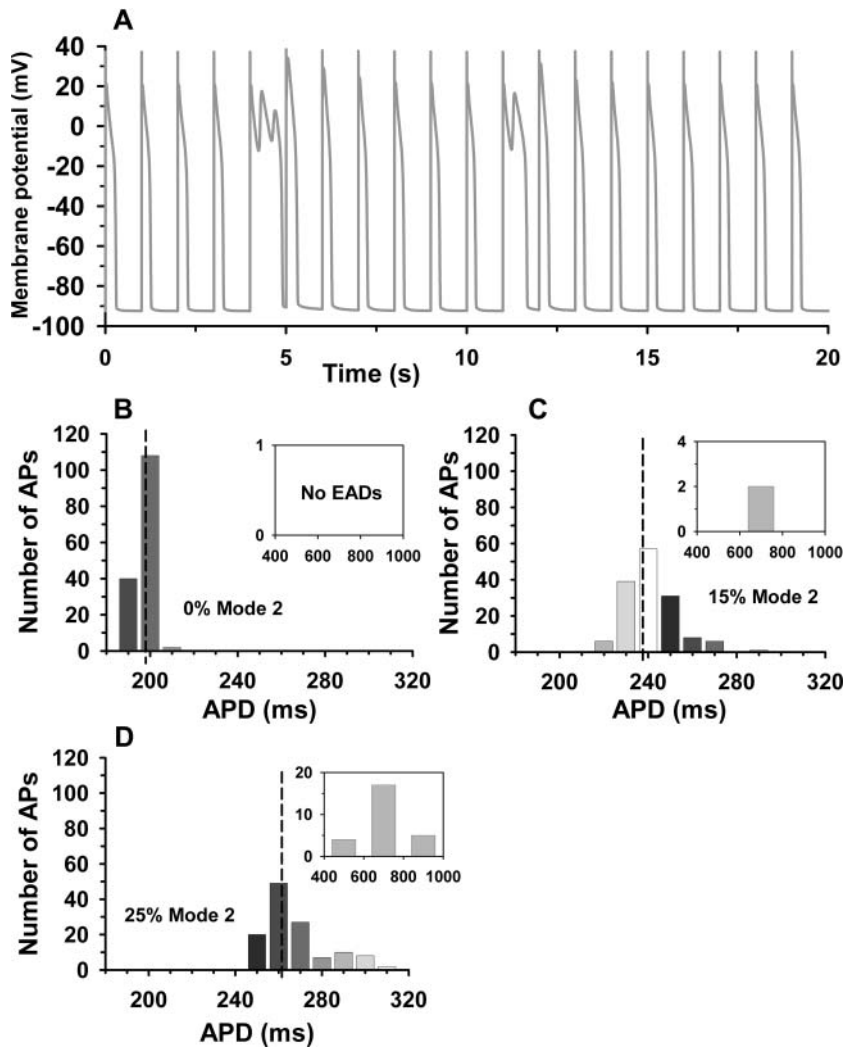 A
Membrane potential (mV)
40
20
0
-20
-40
-60
-80
-100
0 5 10 15 20
Time (s)
B
Number of APs
120
100
80
60
40
20
0
1
No EADs
0
400 600 800 1000
0% Mode 2
200 240 280 320
APD (ms)
C
Number of APs
120
100
80
60
40
20
0
4
2
0
400 600 800 1000
15% Mode 2
200 240 280 320
APD (ms)
D
Number of APs
120
100
80
60
40
20
0
20
10
0
400 600 800 1000
25% Mode 2
200 240 280 320
APD (ms)